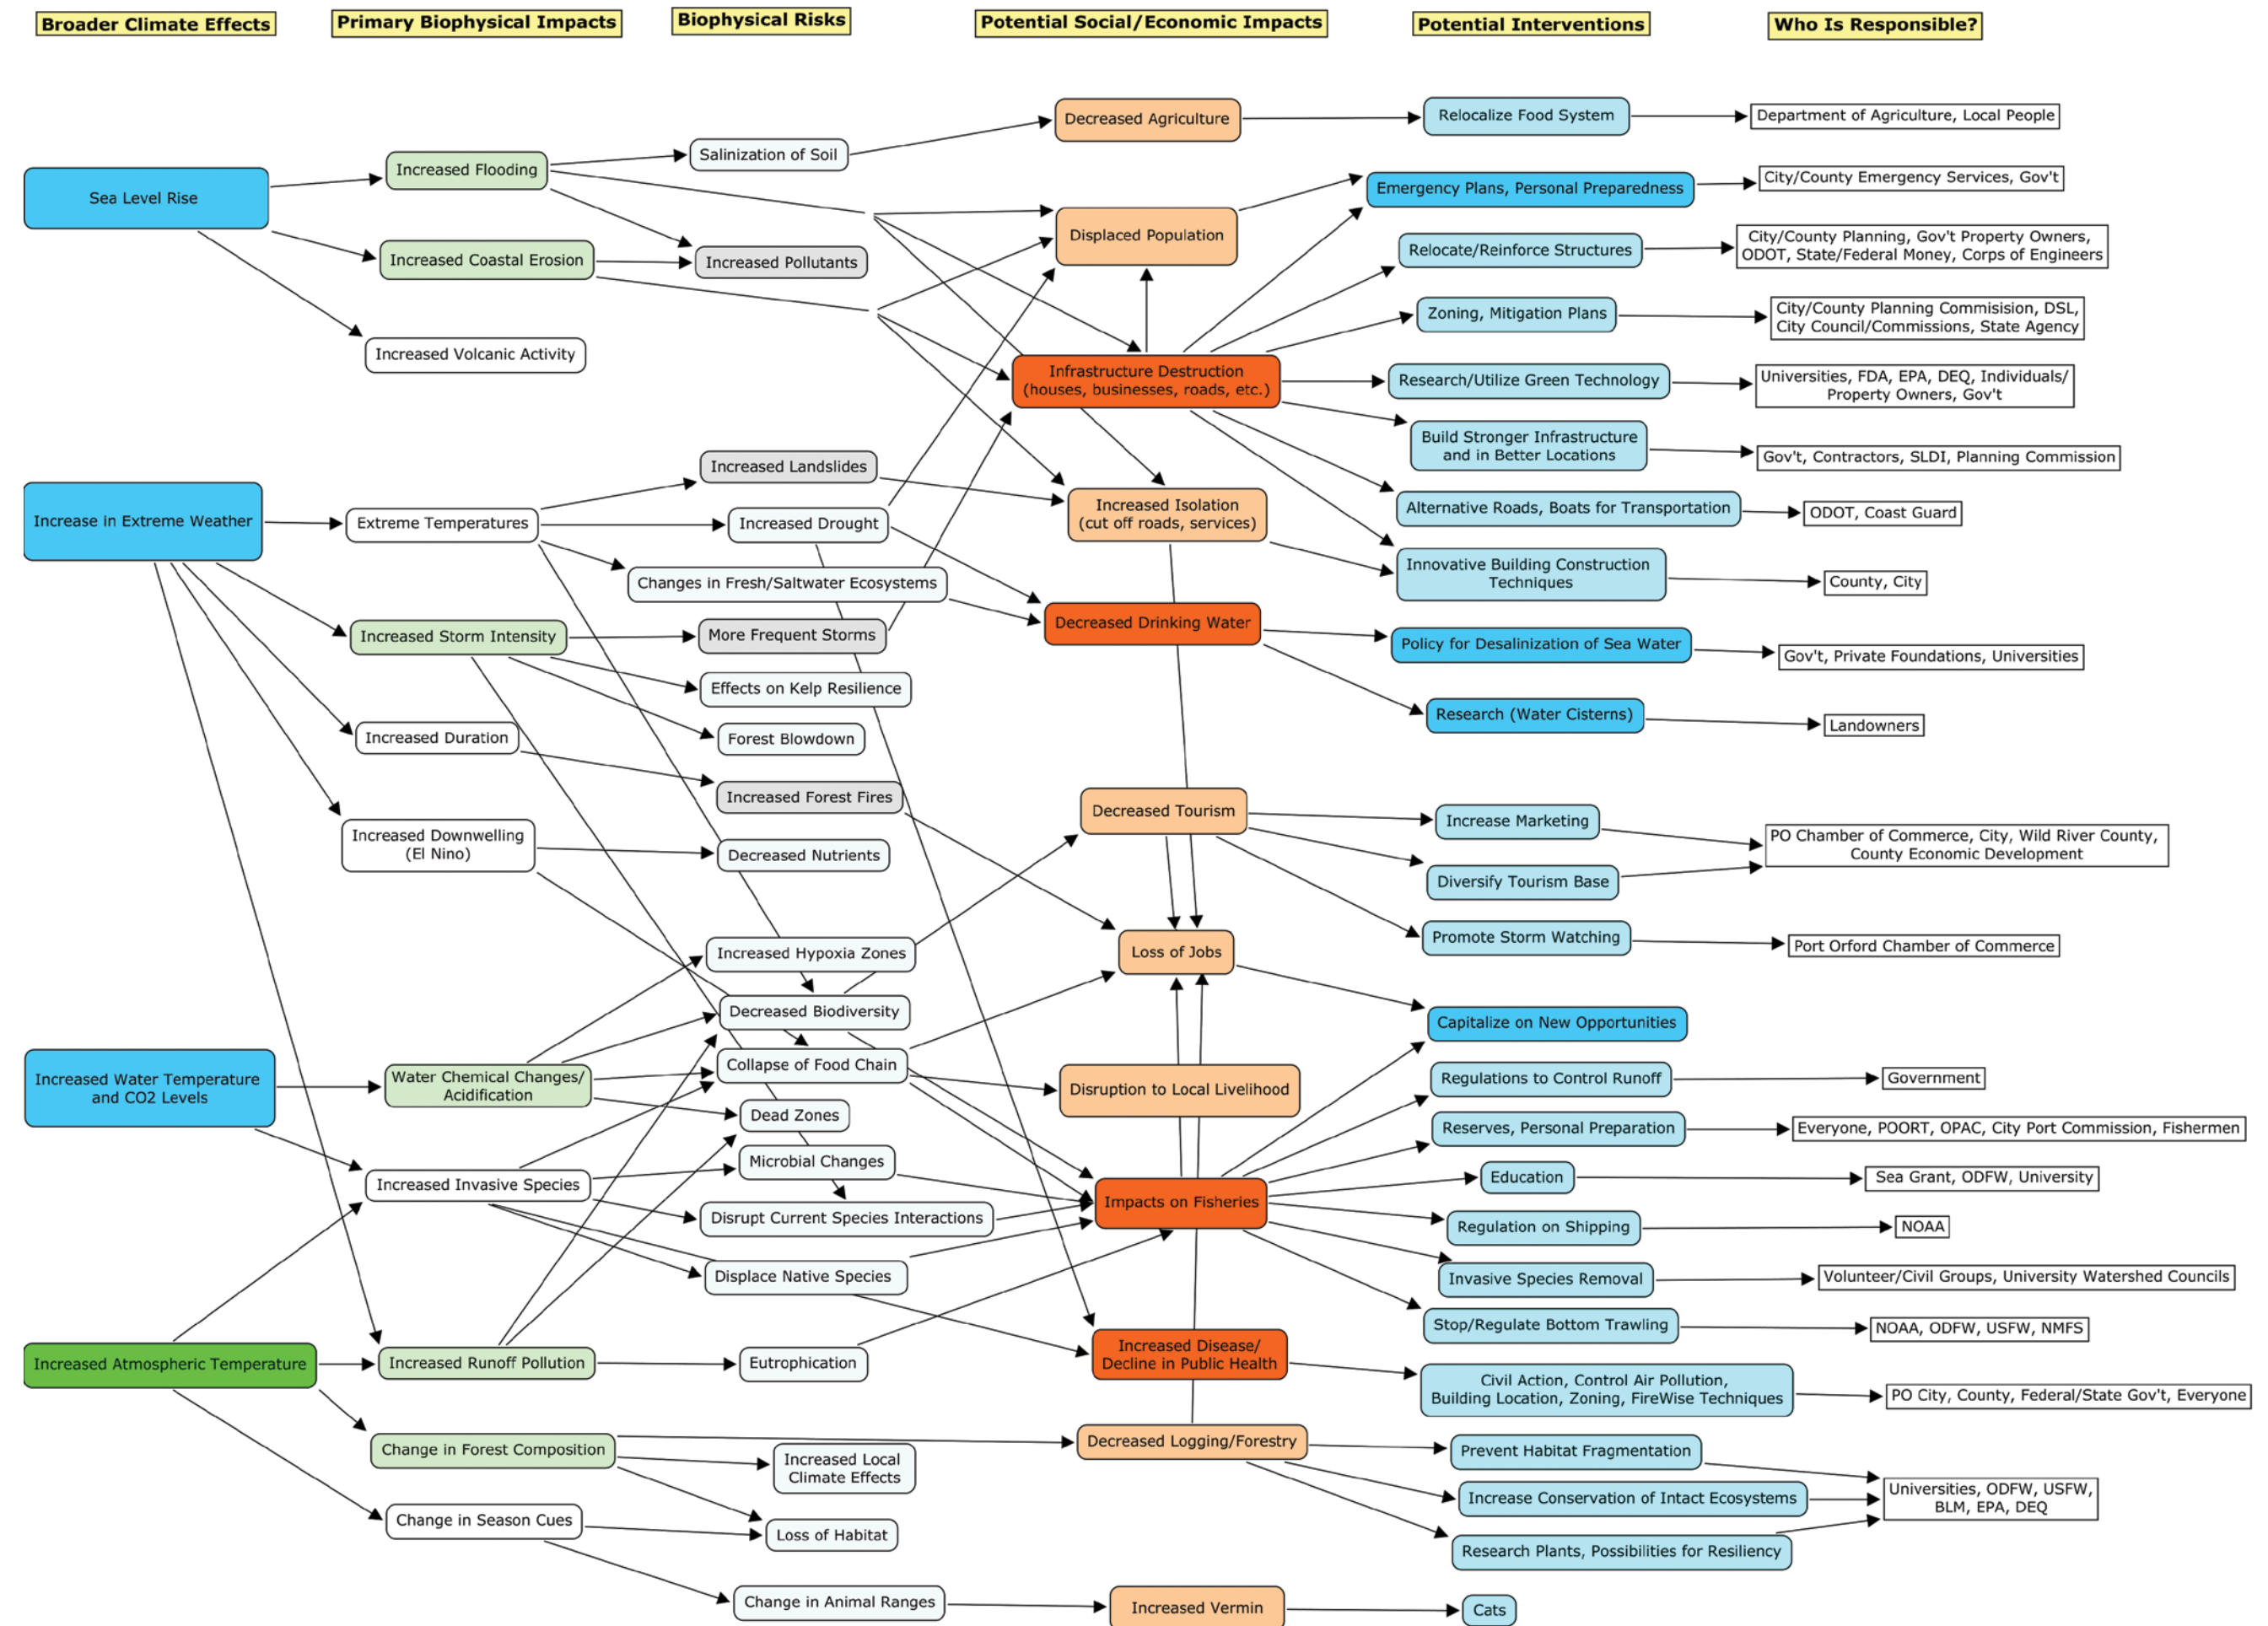 Broader Climate Effects
Primary Biophysical Impacts
Biophysical Risks
Potential Social/Economic Impacts
Potential Interventions
Who Is Responsible?
Sea Level Rise
Increase in Extreme Weather
Increased Water Temperature
and CO2 Levels
Increased Atmospheric Temperature
Increased Flooding
Increased Coastal Erosion
Increased Volcanic Activity
Extreme Temperatures
Increased Storm Intensity
Increased Duration
Increased Downwelling
(El Nino)
Water Chemical Changes/
Acidification
Increased Invasive Species
Increased Runoff Pollution
Change in Forest Composition
Change in Season Cues
Salinization of Soil
Increased Pollutants
Increased Landslides
Increased Drought
Changes in Fresh/Saltwater Ecosystems
More Frequent Storms
Effects on Kelp Resilience
Forest Blowdown
Increased Forest Fires
Decreased Nutrients
Increased Hypoxia Zones
Decreased Biodiversity
Collapse of Food Chain
Dead Zones
Microbial Changes
Disrupt Current Species Interactions
Displace Native Species
Eutrophication
Increased Local
Climate Effects
Loss of Habitat
Change in Animal Ranges
Decreased Agriculture
Displaced Population
Infrastructure Destruction
(houses, businesses, roads, etc.)
Increased Isolation
(cut off roads, services)
Decreased Drinking Water
Decreased Tourism
Loss of Jobs
Disruption to Local Livelihood
Impacts on Fisheries
Increased Disease/
Decline in Public Health
Decreased Logging/Forestry
Increased Vermin
Relocalize Food System
Emergency Plans, Personal Preparedness
Relocate/Reinforce Structures
Zoning, Mitigation Plans
Research/Utilize Green Technology
Build Stronger Infrastructure
and in Better Locations
Alternative Roads, Boats for Transportation
Innovative Building Construction
Techniques
Policy for Desalinization of Sea Water
Research (Water Cisterns)
Increase Marketing
Diversify Tourism Base
Promote Storm Watching
Capitalize on New Opportunities
Regulations to Control Runoff
Reserves, Personal Preparation
Education
Regulation on Shipping
Invasive Species Removal
Stop/Regulate Bottom Trawling
Civil Action, Control Air Pollution,
Building Location, Zoning, FireWise Techniques
Prevent Habitat Fragmentation
Increase Conservation of Intact Ecosystems
Research Plants, Possibilities for Resiliency
Cats
Department of Agriculture, Local People
City/County Emergency Services, Gov't
City/County Planning, Gov't Property Owners,
ODOT, State/Federal Money, Corps of Engineers
City/County Planning Commisision, DSL,
City Council/Commissions, State Agency
Universities, FDA, EPA, DEQ, Individuals/
Property Owners, Gov't
Gov't, Contractors, SLDI, Planning Commission
ODOT, Coast Guard
County, City
Gov't, Private Foundations, Universities
Landowners
PO Chamber of Commerce, City, Wild River County,
County Economic Development
Port Orford Chamber of Commerce
Government
Everyone, POORT, OPAC, City Port Commission, Fishermen
Sea Grant, ODFW, University
NOAA
Volunteer/Civil Groups, University Watershed Councils
NOAA, ODFW, USFW, NMFS
PO City, County, Federal/State Gov't, Everyone
Universities, ODFW, USFW,
BLM, EPA, DEQ